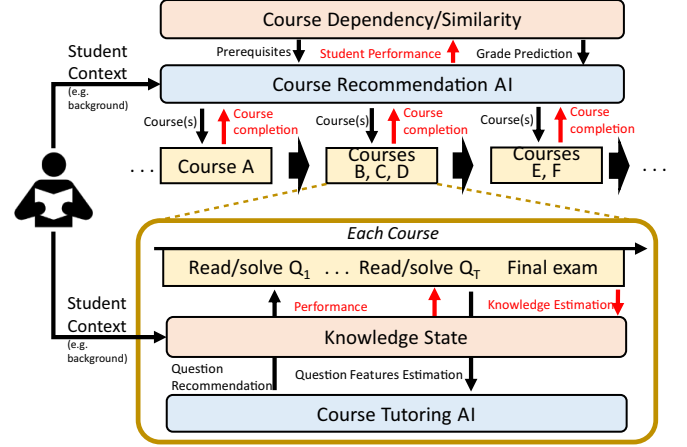 Course Dependency/Similarity
Student
Context
(e.g.
background)
Prerequisites
Student Performance
Grade Prediction
Course Recommendation AI
Course(s)
Course
completion
Course(s)
Course
completion
Course(s)
Course
completion
. . .
Course A
Courses
B, C, D
Courses
E, F
. . .
Each Course
Read/solve Q1 . . . Read/solve QT Final exam
Student
Context
(e.g.
background)
Performance
Knowledge Estimation
Knowledge State
Question
Recommendation
Question Features Estimation
Course Tutoring AI